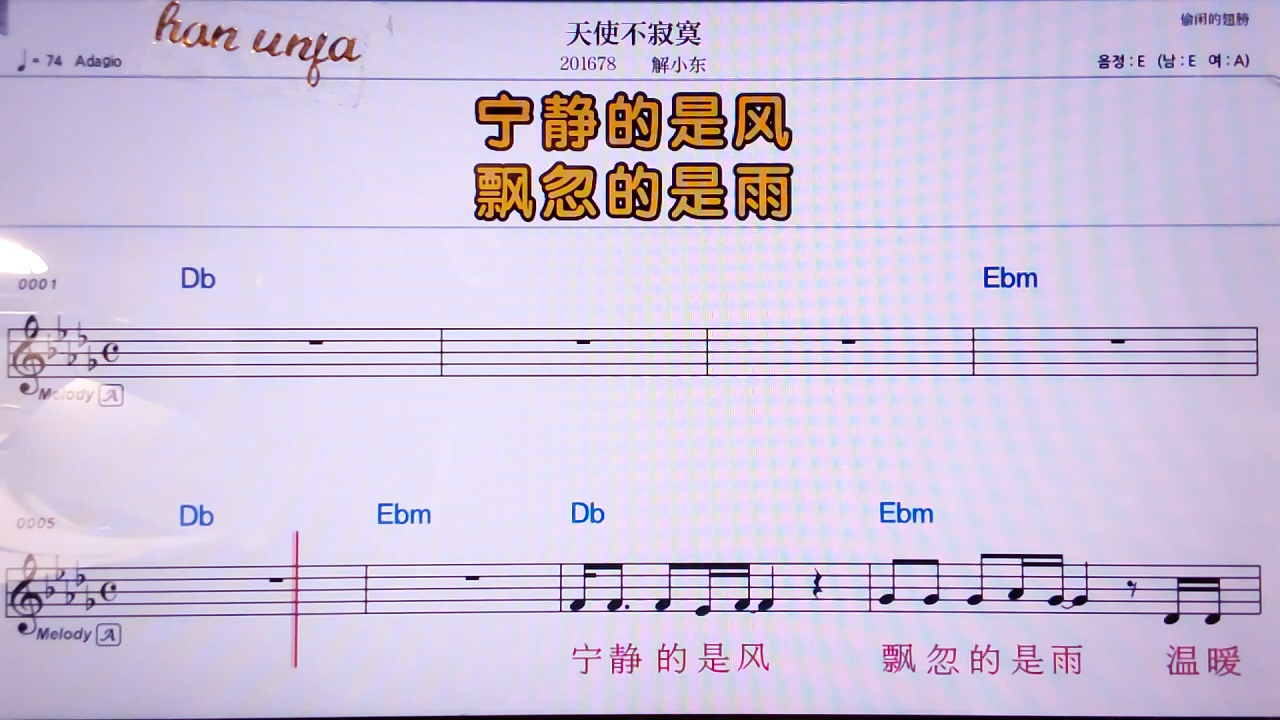 han unfa
天使不寂寞
偷闲的翅膀
♩= 74 Adagio
201678 解小东
음정 : E (남 : E 여 : A)
宁静的是风
飘忽的是雨
0001 Db Ebm
Melody A
0005 Db Ebm Db Ebm
Melody A
宁静的是风 飘忽的是雨 温暖